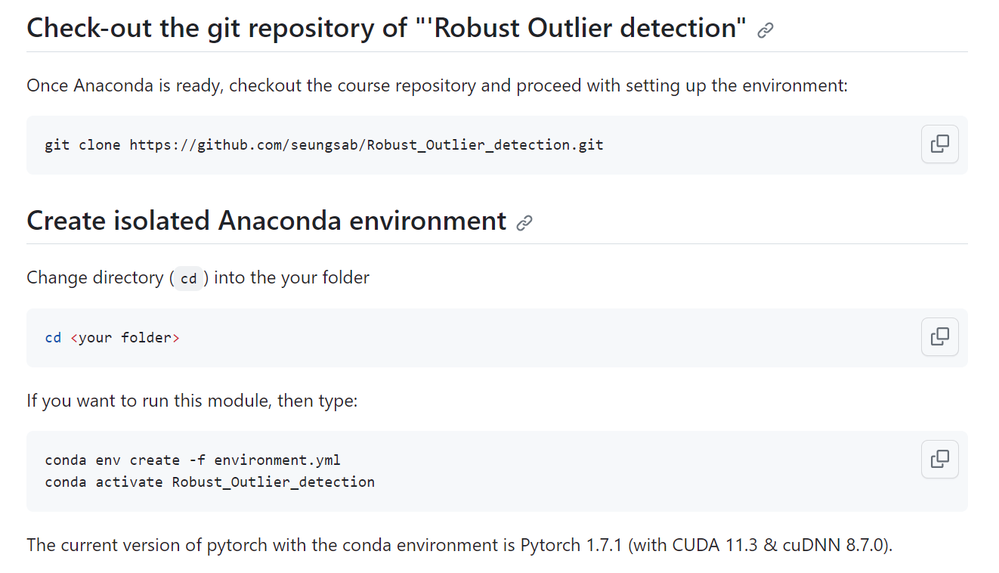 Check-out the git repository of "'Robust Outlier detection"
Once Anaconda is ready, checkout the course repository and proceed with setting up the environment:
git clone https://github.com/seungsab/Robust_Outlier_detection.git
Create isolated Anaconda environment
Change directory (cd) into the your folder
cd <your folder>
If you want to run this module, then type:
conda env create -f environment.yml
conda activate Robust_Outlier_detection
The current version of pytorch with the conda environment is Pytorch 1.7.1 (with CUDA 11.3 & cuDNN 8.7.0).